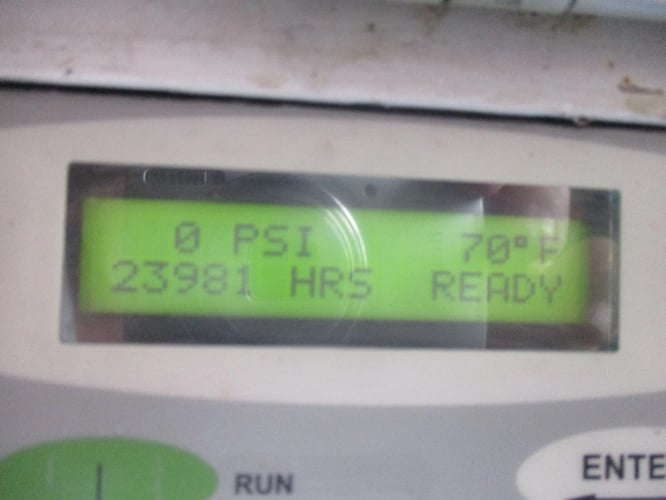 0 PSI 70°F
23981 HRS READY
RUN
ENTE